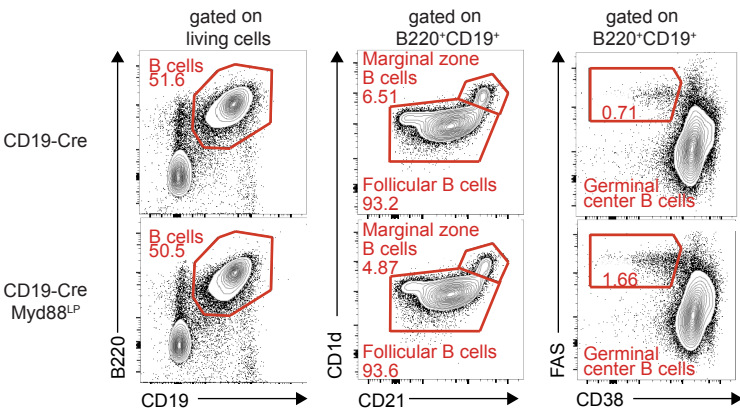 gated on
living cells
gated on
B220⁺CD19⁺
gated on
B220⁺CD19⁺
CD19-Cre
B cells
51.6
Marginal zone
B cells
6.51
Follicular B cells
93.2
0.71
Germinal
center B cells
CD19-Cre
Myd88ᴸᴾ
B cells
50.5
Marginal zone
B cells
4.87
Follicular B cells
93.6
1.66
Germinal
center B cells
B220
CD19
CD1d
CD21
FAS
CD38